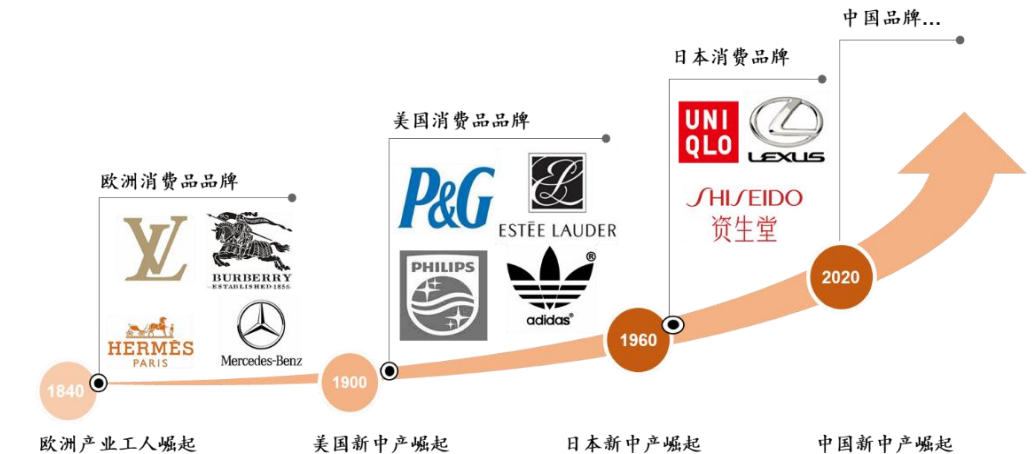 中国品牌...
日本消费品牌
UNI
QLO
LEXUS
SHISEIDO
资生堂
美国消费品品牌
P&G
ESTĒE LAUDER
PHILIPS
adidas®
欧洲消费品品牌
LV
BURBERRY
ESTABLISHED 1856
HERMÈS
PARIS
Mercedes-Benz
1840
1900
1960
2020
欧洲产业工人崛起
美国新中产崛起
日本新中产崛起
中国新中产崛起